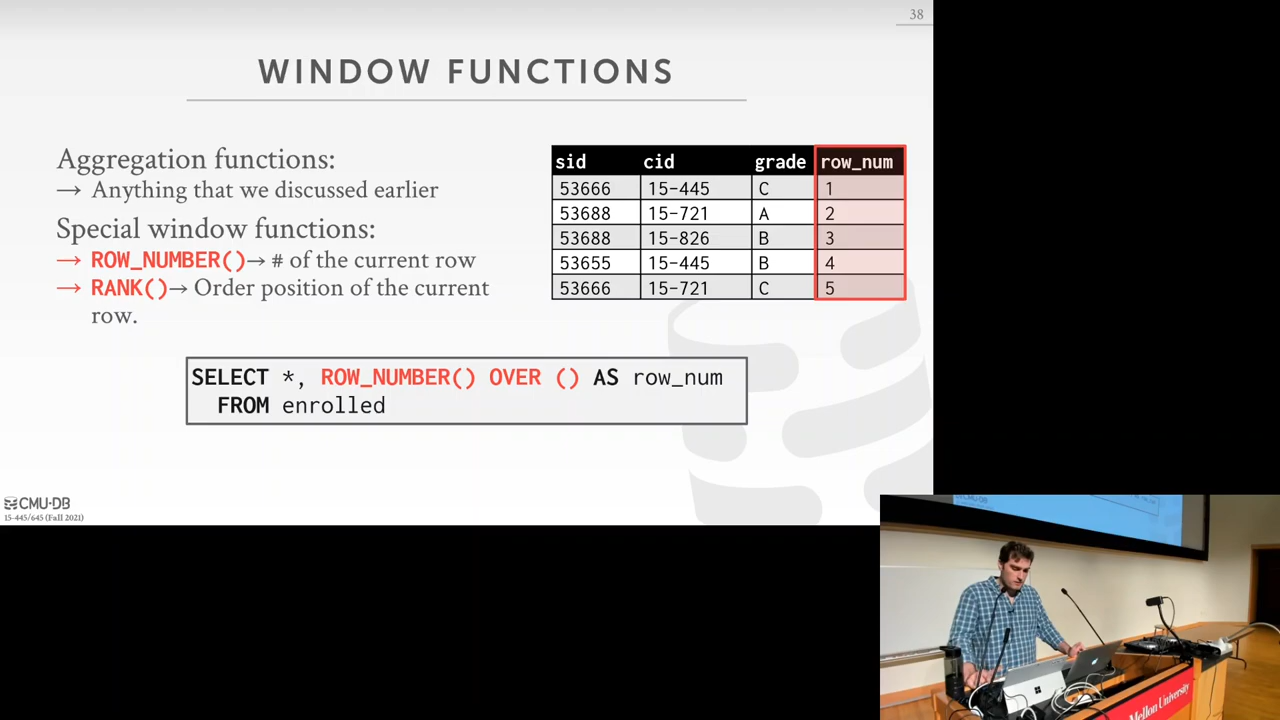 38
WINDOW FUNCTIONS
Aggregation functions:
→ Anything that we discussed earlier
Special window functions:
→ ROW_NUMBER()→ # of the current row
→ RANK()→ Order position of the current
row.
sid cid grade row_num
53666 15-445 C 1
53688 15-721 A 2
53688 15-826 B 3
53655 15-445 B 4
53666 15-721 C 5
SELECT *, ROW_NUMBER() OVER () AS row_num
FROM enrolled
CMU·DB
15-445/645 (Fall 2021)
Mellon University